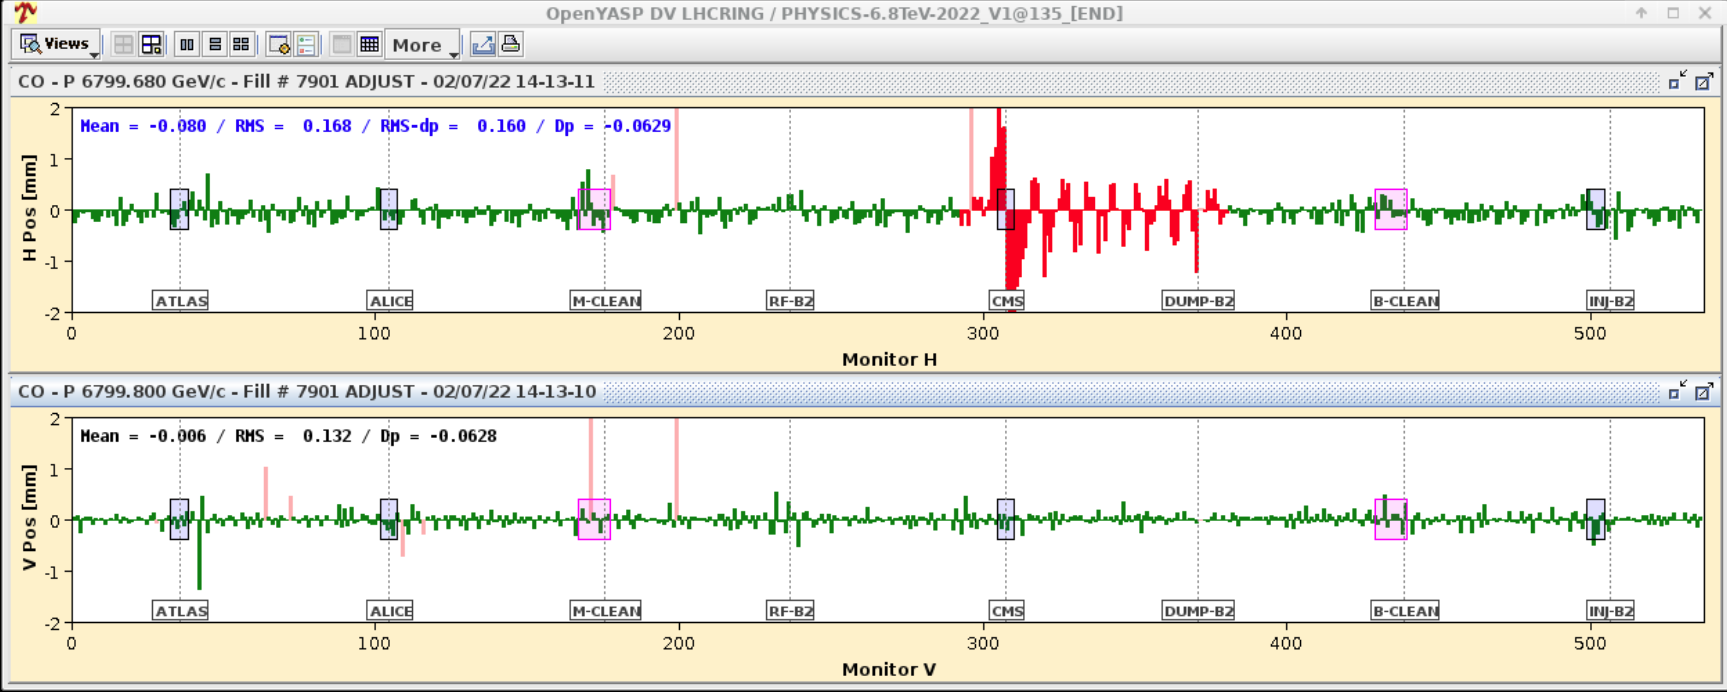 OpenYASP DV LHCRING / PHYSICS-6.8TeV-2022_V1@135_[END]
Views More
CO - P 6799.680 GeV/c - Fill # 7901 ADJUST - 02/07/22 14-13-11
Mean = -0.080 / RMS = 0.168 / RMS-dp = 0.160 / Dp = -0.0629
H Pos [mm]
2
1
0
-1
-2
ATLAS ALICE M-CLEAN RF-B2 CMS DUMP-B2 B-CLEAN INJ-B2
0 100 200 300 400 500
Monitor H
CO - P 6799.800 GeV/c - Fill # 7901 ADJUST - 02/07/22 14-13-10
Mean = -0.006 / RMS = 0.132 / Dp = -0.0628
V Pos [mm]
2
1
0
-1
-2
ATLAS ALICE M-CLEAN RF-B2 CMS DUMP-B2 B-CLEAN INJ-B2
0 100 200 300 400 500
Monitor V